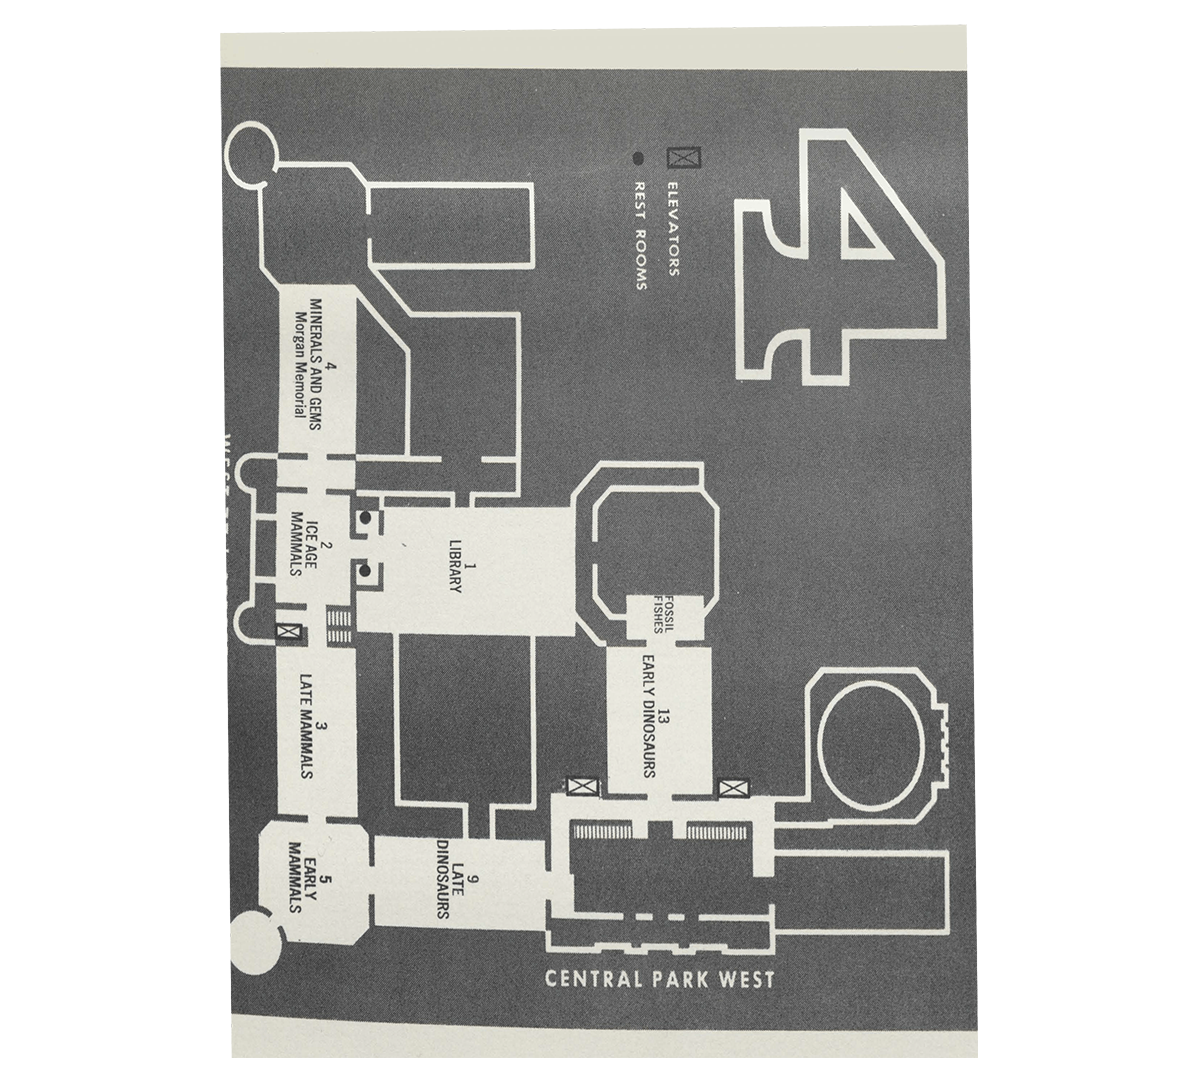 4
ELEVATORS
REST ROOMS
4
MINERALS AND GEMS
Morgan Memorial
2
ICE AGE
MAMMALS
1
LIBRARY
FOSSIL
FISHES
13
EARLY DINOSAURS
3
LATE MAMMALS
5
EARLY
MAMMALS
9
LATE
DINOSAURS
CENTRAL PARK WEST